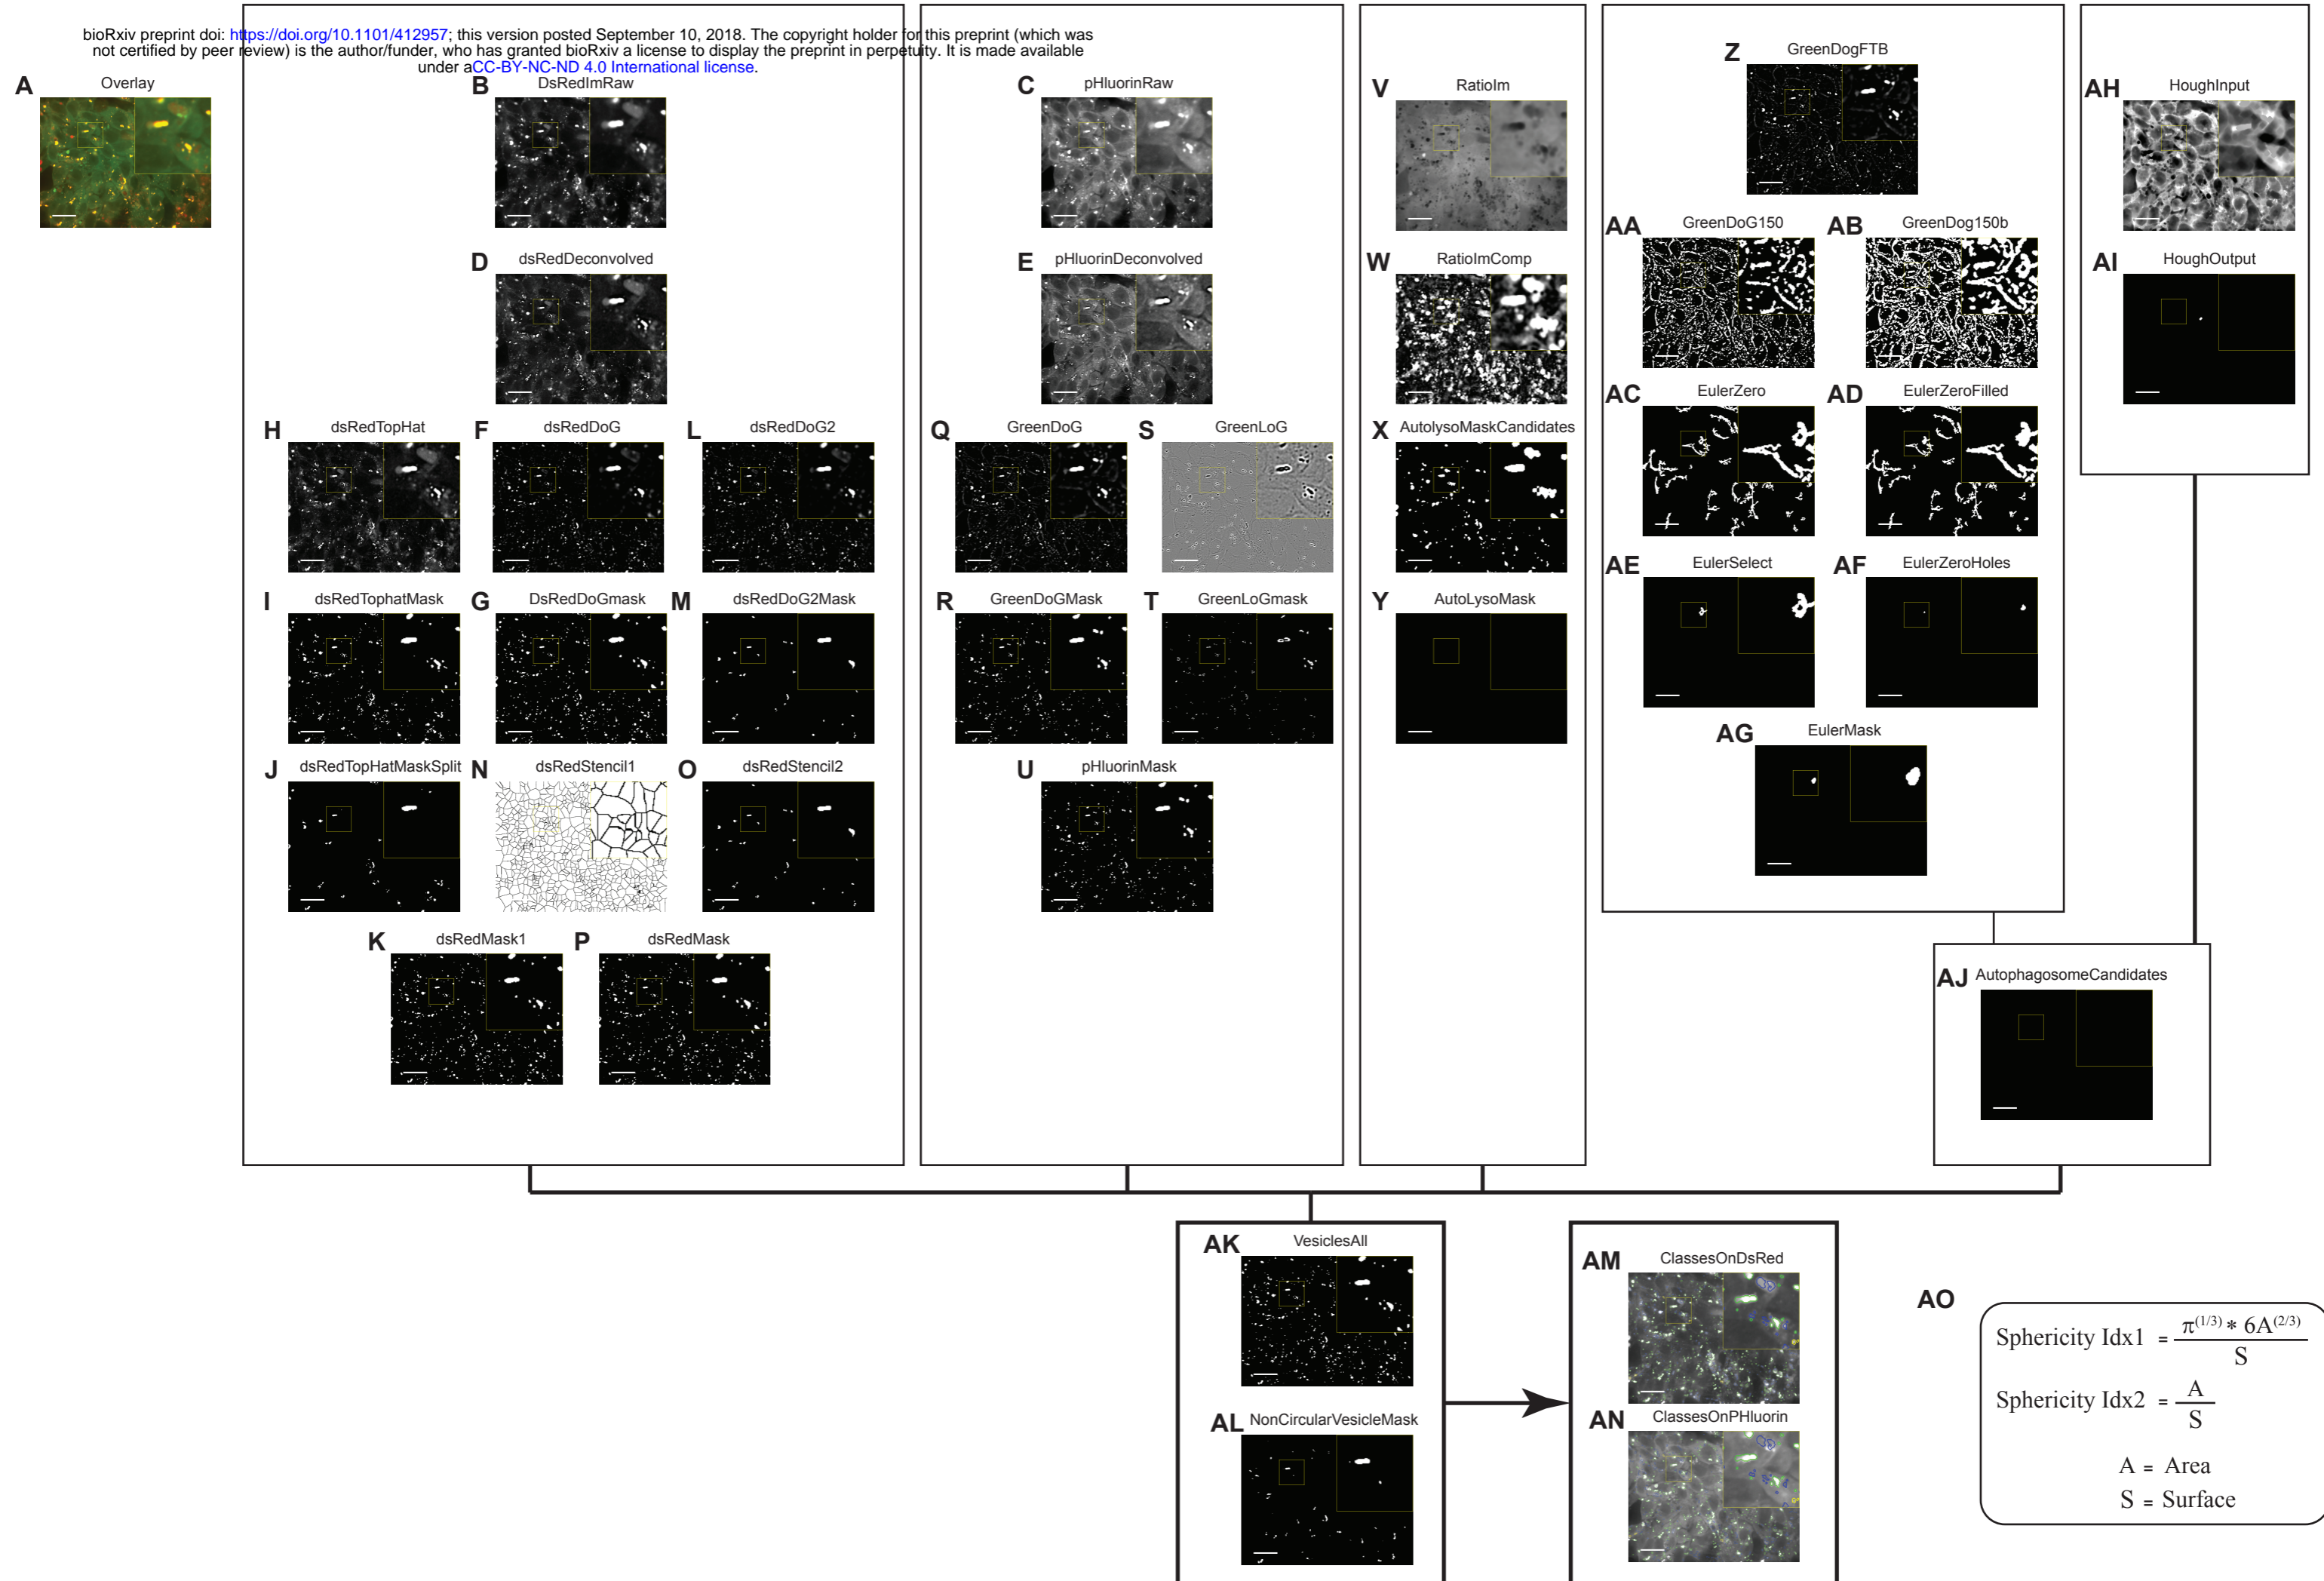 bioRxiv preprint doi: https://doi.org/10.1101/412957; this version posted September 10, 2018. The copyright holder for this preprint (which was
not certified by peer review) is the author/funder, who has granted bioRxiv a license to display the preprint in perpetuity. It is made available
under aCC-BY-NC-ND 4.0 International license.
A Overlay
B DsRedImRaw
C pHluorinRaw
D dsRedDeconvolved
E pHluorinDeconvolved
H dsRedTopHat
F dsRedDoG
L dsRedDoG2
I dsRedTophatMask
G DsRedDoGmask
M dsRedDoG2Mask
J dsRedTopHatMaskSplit
N dsRedStencil1
O dsRedStencil2
K dsRedMask1
P dsRedMask
Q GreenDoG
S GreenLoG
R GreenDoGMask
T GreenLoGmask
U pHluorinMask
V RatioIm
W RatioImComp
X AutolysoMaskCandidates
Y AutoLysoMask
Z GreenDogFTB
AA GreenDoG150
AB GreenDog150b
AC EulerZero
AD EulerZeroFilled
AE EulerSelect
AF EulerZeroHoles
AG EulerMask
AH HoughInput
AI HoughOutput
AJ AutophagosomeCandidates
AK VesiclesAll
AL NonCircularVesicleMask
AM ClassesOnDsRed
AN ClassesOnPHluorin
AO
Sphericity Idx1 = π(1/3) * 6A(2/3) / S
Sphericity Idx2 = A / S
A = Area
S = Surface